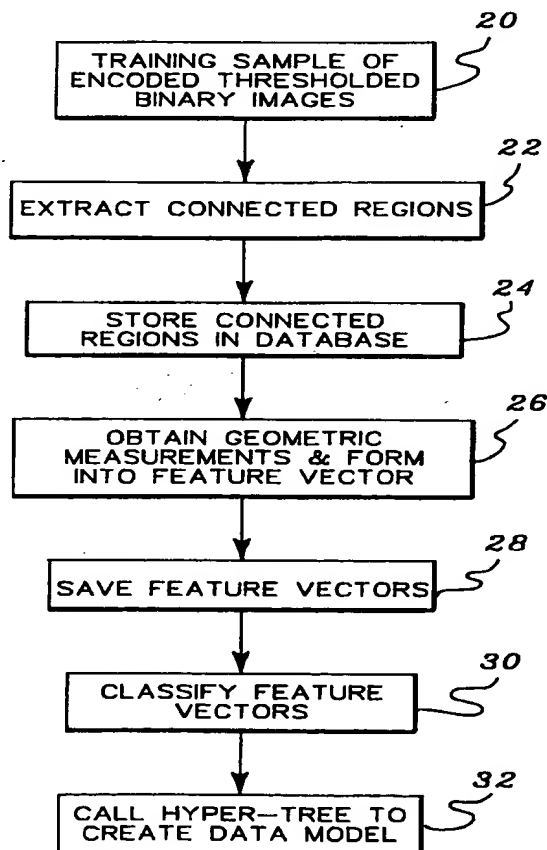 20
TRAINING SAMPLE OF
ENCODED THRESHOLDED
BINARY IMAGES
22
EXTRACT CONNECTED REGIONS
24
STORE CONNECTED
REGIONS IN DATABASE
26
OBTAIN GEOMETRIC
MEASUREMENTS & FORM
INTO FEATURE VECTOR
28
SAVE FEATURE VECTORS
30
CLASSIFY FEATURE
VECTORS
32
CALL HYPER-TREE TO
CREATE DATA MODEL